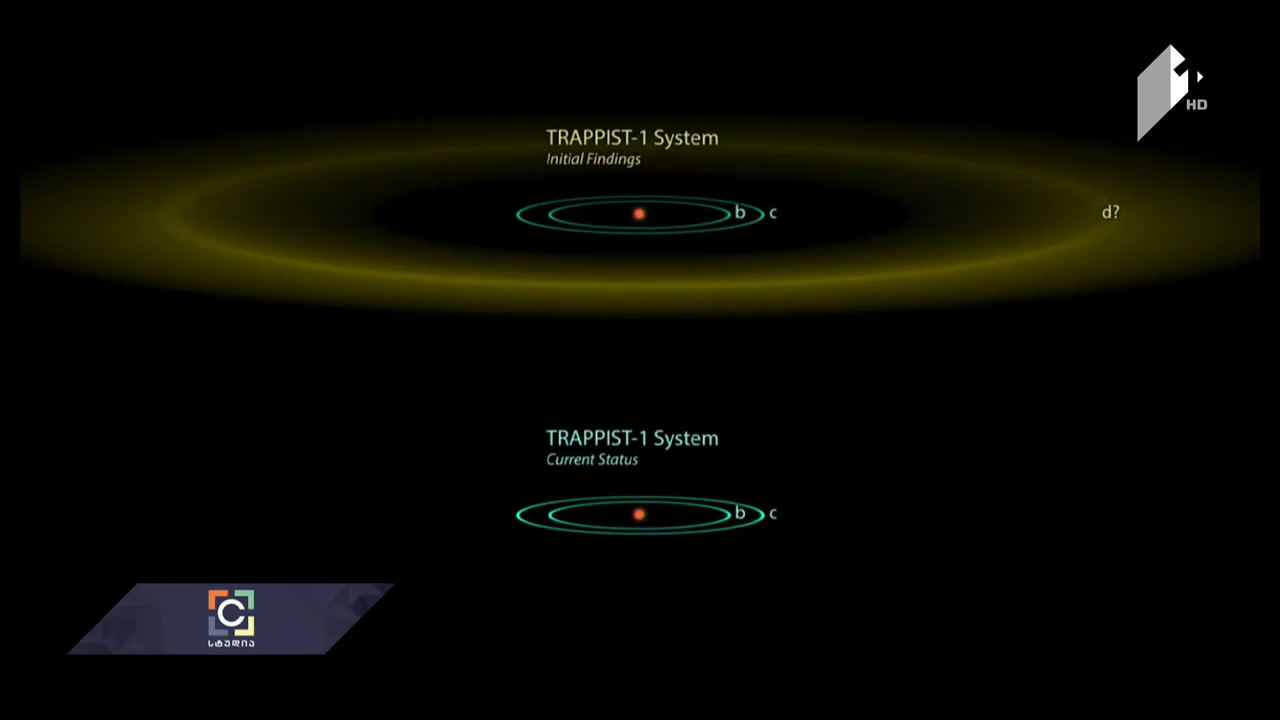 HD
TRAPPIST-1 System
Initial Findings
b c d?
TRAPPIST-1 System
Current Status
b c
C
სტუდია